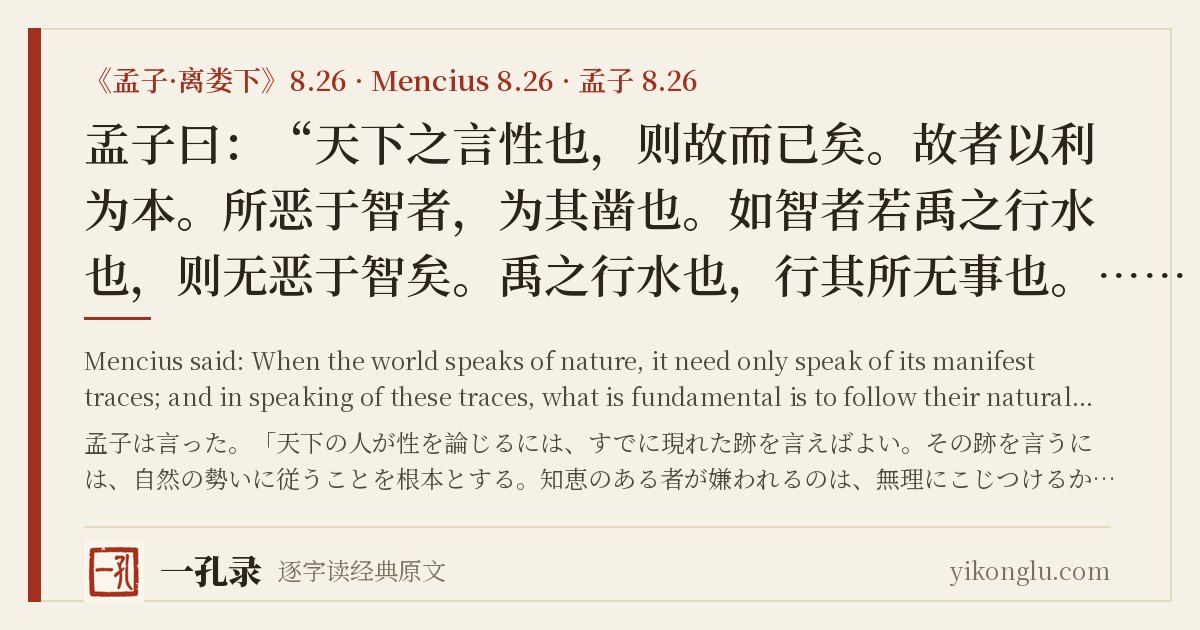 《孟子·离娄下》8.26 · Mencius 8.26 · 孟子 8.26
孟子曰：“天下之言性也，则故而已矣。故者以利
为本。所恶于智者，为其凿也。如智者若禹之行水
也，则无恶于智矣。禹之行水也，行其所无事也。……
Mencius said: When the world speaks of nature, it need only speak of its manifest
traces; and in speaking of these traces, what is fundamental is to follow their natural...
孟子は言った。「天下の人が性を論じるには、すでに現れた跡を言えばよい。その跡を言うに
は、自然の勢いに従うことを根本とする。知恵のある者が嫌われるのは、無理にこじつけるか…
一孔
一孔录 逐字读经典原文
yikonglu.com